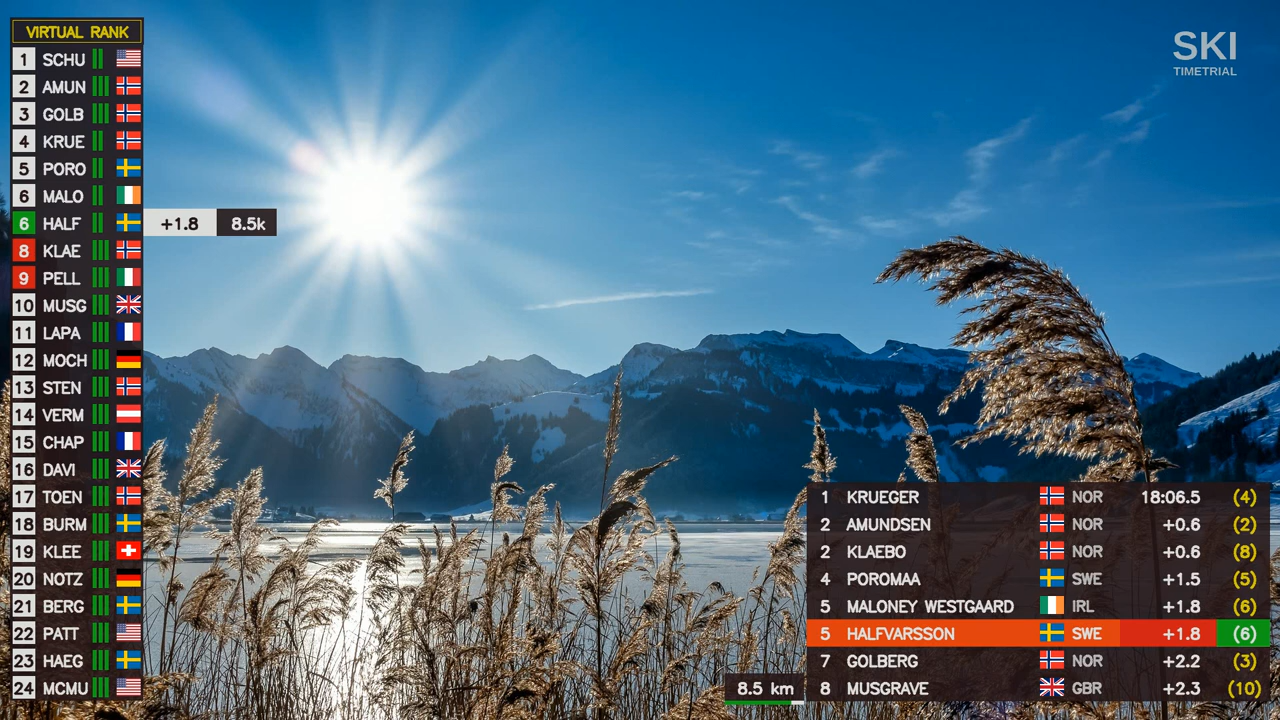 VIRTUAL RANK
1 SCHU
2 AMUN
3 GOLB
4 KRUE
5 PORO
6 MALO
6 HALF +1.8 8.5k
8 KLAE
9 PELL
10 MUSG
11 LAPA
12 MOCH
13 STEN
14 VERM
15 CHAP
16 DAVI
17 TOEN
18 BURM
19 KLEE
20 NOTZ
21 BERG
22 PATT
23 HAEG
24 MCMU
SKI
TIMETRIAL
1 KRUEGER NOR 18:06.5 (4)
2 AMUNDSEN NOR +0.6 (2)
2 KLAEBO NOR +0.6 (8)
4 POROMAA SWE +1.5 (5)
5 MALONEY WESTGAARD IRL +1.8 (6)
5 HALFVARSSON SWE +1.8 (6)
7 GOLBERG NOR +2.2 (3)
8 MUSGRAVE GBR +2.3 (10)
8.5 km